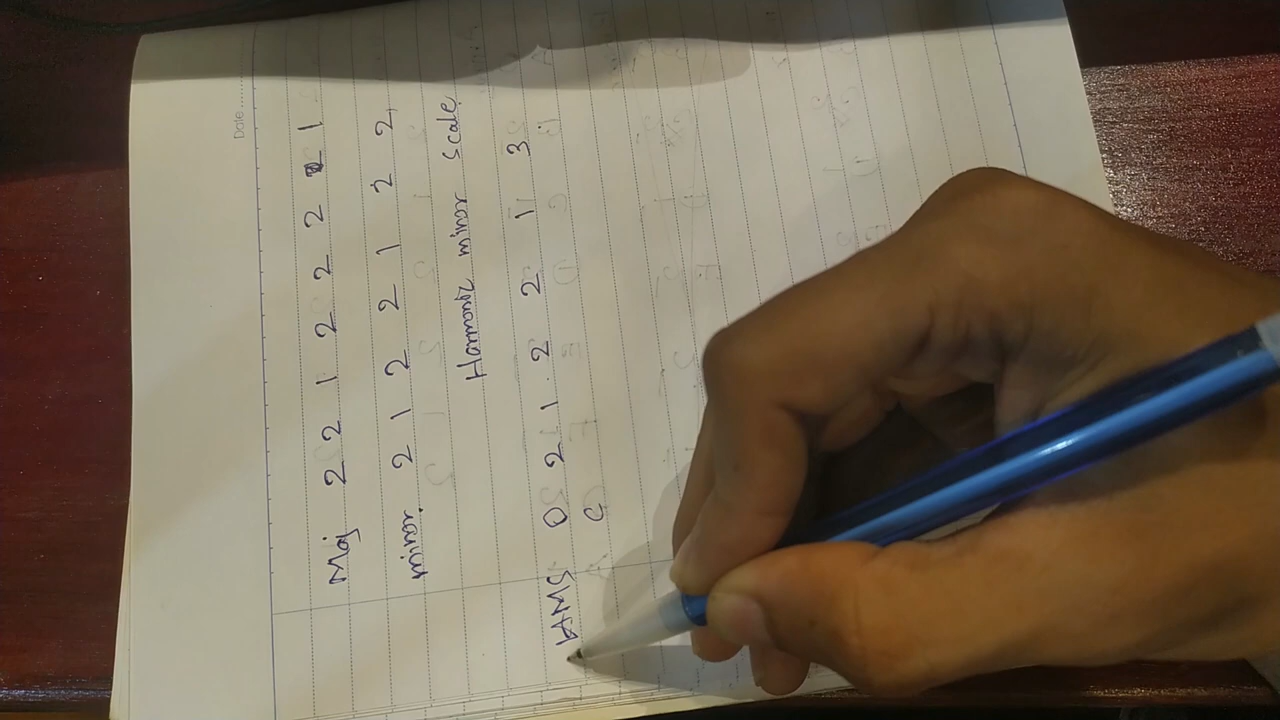 Date
Maj 2 2 1 2 2 2 1
minor. 2 1 2 2 1 2 2
Harmonic minor scale
HMS OS 2 1. 2 2 1 3
C